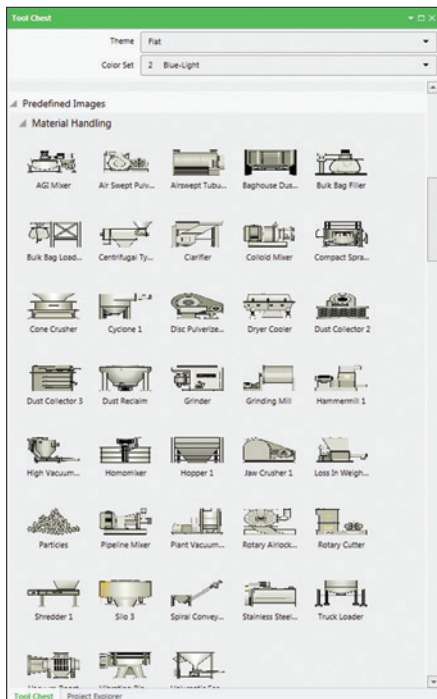 Tool Chest
Theme Flat
Color Set 2 Blue-Light
Predefined Images
Material Handling
AGI Mixer Air Swept Pulv... Airswept Tubu... Baghouse Dus... Bulk Bag Filler
Bulk Bag Load... Centrifugal Ty... Clarifier Colloid Mixer Compact Spra...
Cone Crusher Cyclone 1 Disc Pulverize... Dryer Cooler Dust Collector 2
Dust Collector 3 Dust Reclaim Grinder Grinding Mill Hammermill 1
High Vacuum... Homomixer Hopper 1 Jaw Crusher 1 Loss In Weigh...
Particles Pipeline Mixer Plant Vacuum... Rotary Airlock... Rotary Cutter
Shredder 1 Silo 3 Spiral Convey... Stainless Steel... Truck Loader
Tool Chest Project Explorer